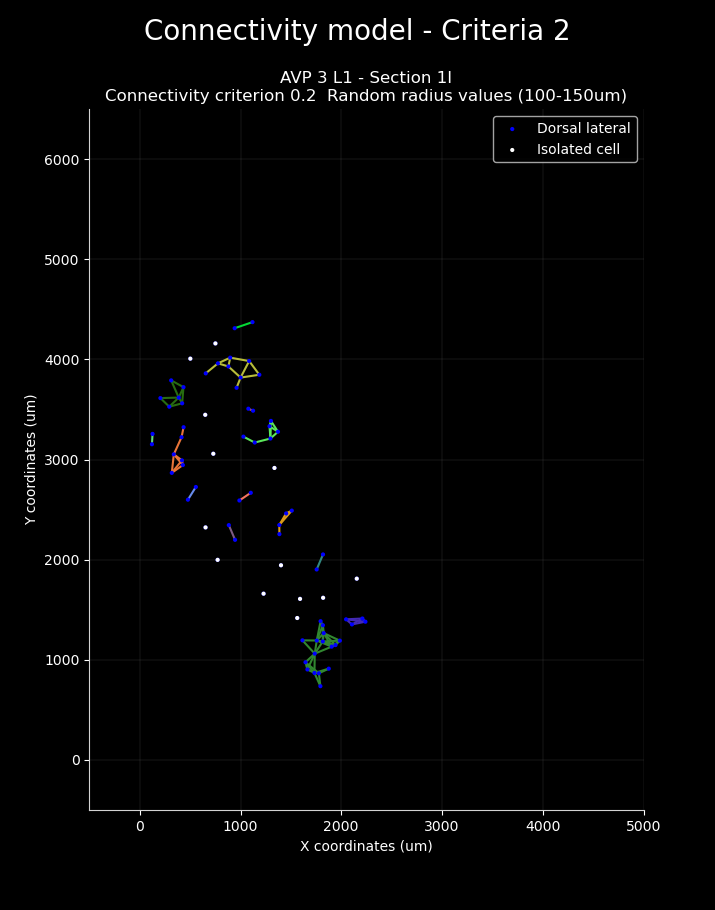 Connectivity model - Criteria 2
AVP 3 L1 - Section 1I
Connectivity criterion 0.2  Random radius values (100-150um)
Dorsal lateral
Isolated cell
6000
5000
4000
3000
2000
1000
0
Y coordinates (um)
0 1000 2000 3000 4000 5000
X coordinates (um)